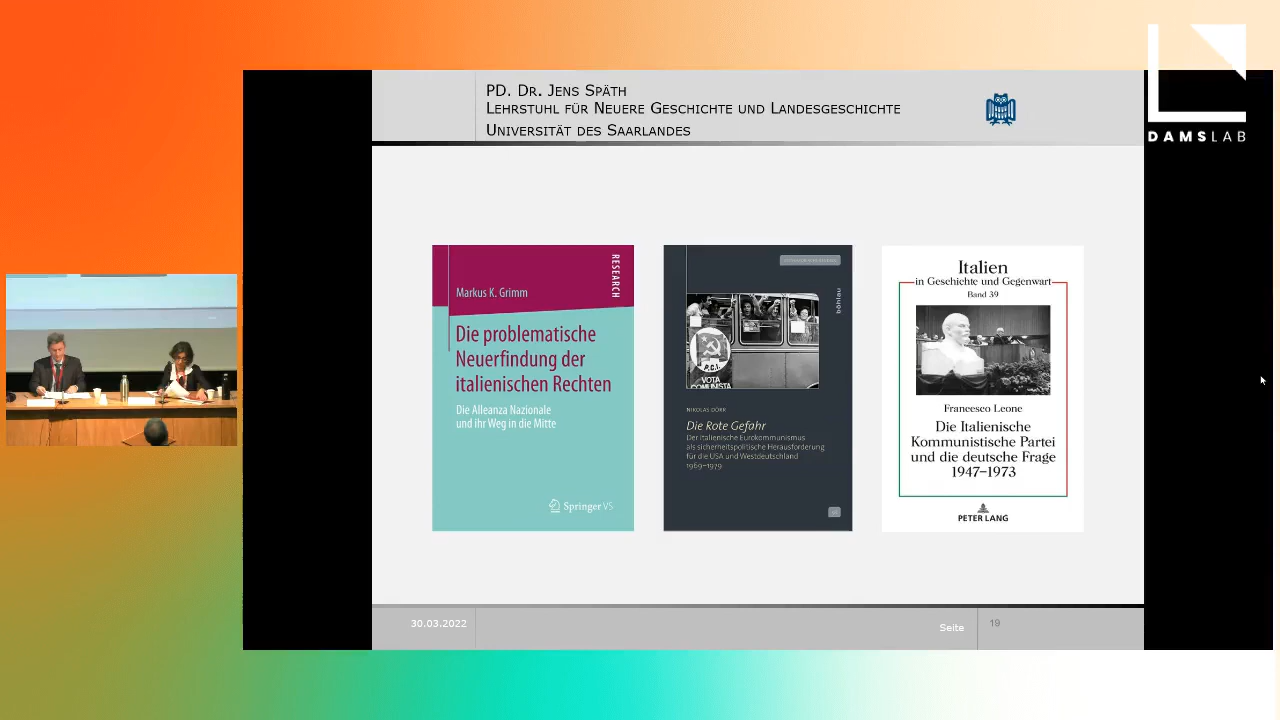 PD. Dr. Jens Späth
Lehrstuhl für Neuere Geschichte und Landesgeschichte
Universität des Saarlandes
DAMSLAB
RESEARCH
Markus K. Grimm
Die problematische
Neuerfindung der
italienischen Rechten
Die Alleanza Nazionale
und ihr Weg in die Mitte
Springer VS
böhlau
P.C.I.
VOTA
COMUNISTA
NIKOLAS DÖRR
Die Rote Gefahr
Der italienische Eurokommunismus
als sicherheitspolitische Herausforderung
für die USA und Westdeutschland
1969–1979
Italien
in Geschichte und Gegenwart
Band 39
Francesco Leone
Die Italienische
Kommunistische Partei
und die deutsche Frage
1947–1973
PETER LANG
30.03.2022
Seite
19